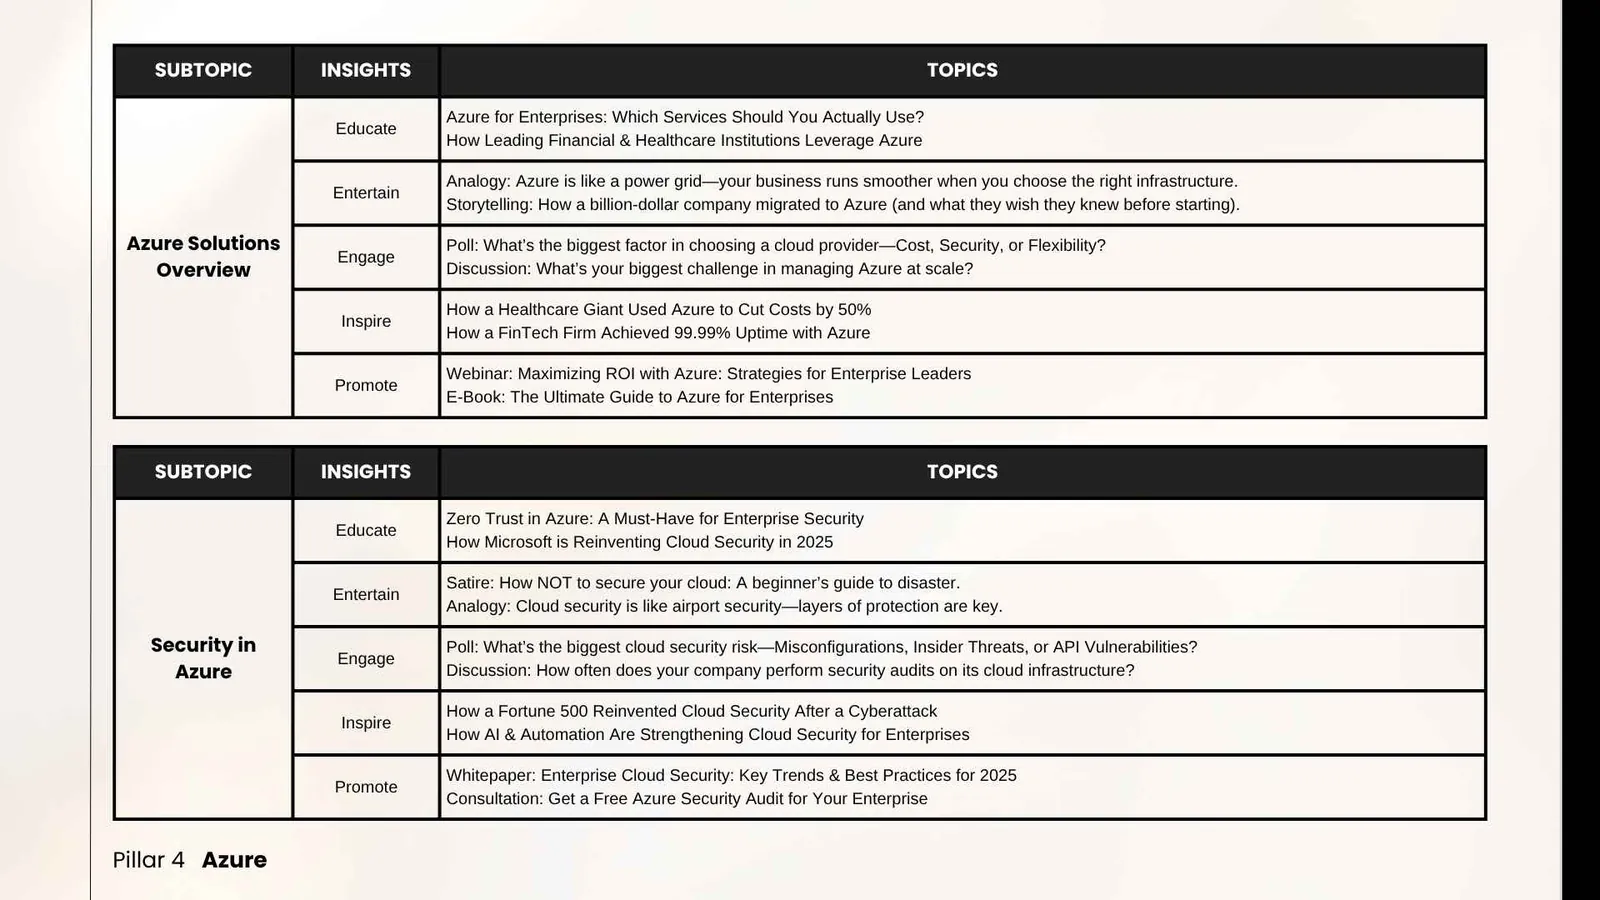 SUBTOPIC INSIGHTS TOPICS
Azure Solutions
Overview
Educate
Azure for Enterprises: Which Services Should You Actually Use?
How Leading Financial & Healthcare Institutions Leverage Azure
Entertain
Analogy: Azure is like a power grid—your business runs smoother when you choose the right infrastructure.
Storytelling: How a billion-dollar company migrated to Azure (and what they wish they knew before starting).
Engage
Poll: What’s the biggest factor in choosing a cloud provider—Cost, Security, or Flexibility?
Discussion: What’s your biggest challenge in managing Azure at scale?
Inspire
How a Healthcare Giant Used Azure to Cut Costs by 50%
How a FinTech Firm Achieved 99.99% Uptime with Azure
Promote
Webinar: Maximizing ROI with Azure: Strategies for Enterprise Leaders
E-Book: The Ultimate Guide to Azure for Enterprises
SUBTOPIC INSIGHTS TOPICS
Security in
Azure
Educate
Zero Trust in Azure: A Must-Have for Enterprise Security
How Microsoft is Reinventing Cloud Security in 2025
Entertain
Satire: How NOT to secure your cloud: A beginner’s guide to disaster.
Analogy: Cloud security is like airport security—layers of protection are key.
Engage
Poll: What’s the biggest cloud security risk—Misconfigurations, Insider Threats, or API Vulnerabilities?
Discussion: How often does your company perform security audits on its cloud infrastructure?
Inspire
How a Fortune 500 Reinvented Cloud Security After a Cyberattack
How AI & Automation Are Strengthening Cloud Security for Enterprises
Promote
Whitepaper: Enterprise Cloud Security: Key Trends & Best Practices for 2025
Consultation: Get a Free Azure Security Audit for Your Enterprise
Pillar 4 Azure